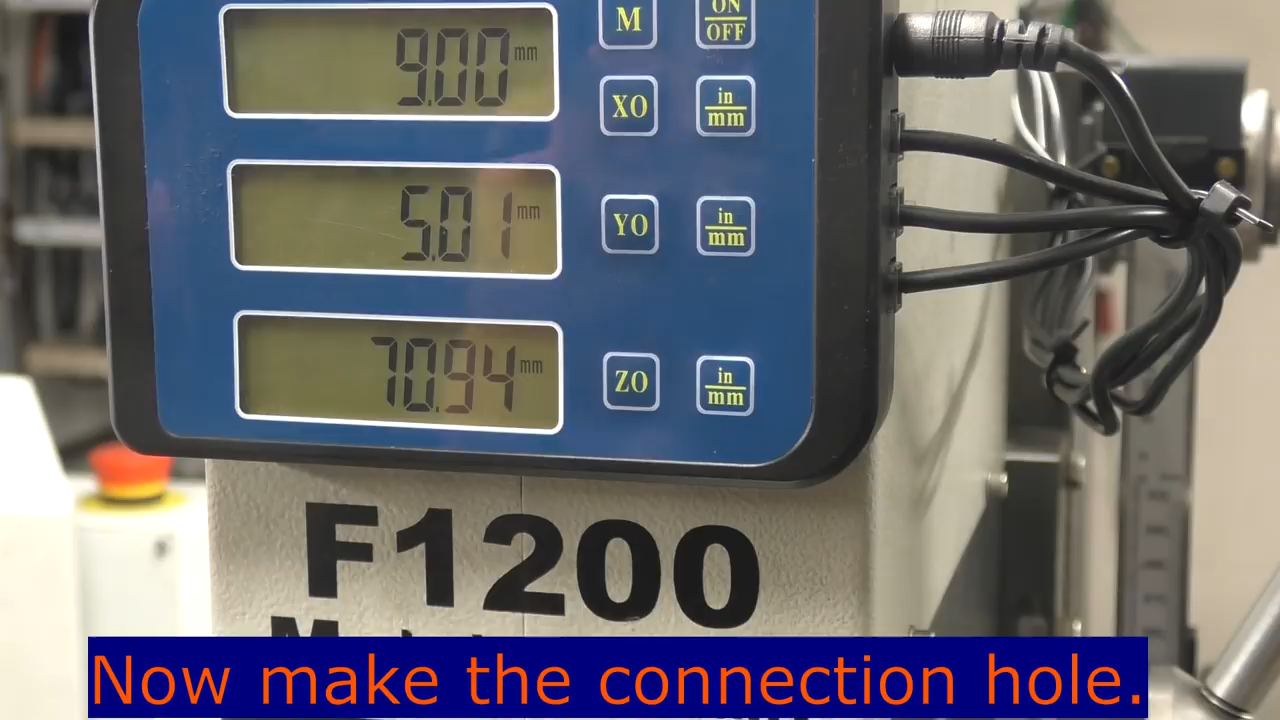 9.00 mm
M
ON
OFF
XO
in
mm
5.01 mm
YO
in
mm
70.94 mm
ZO
in
mm
F1200
Now make the connection hole.